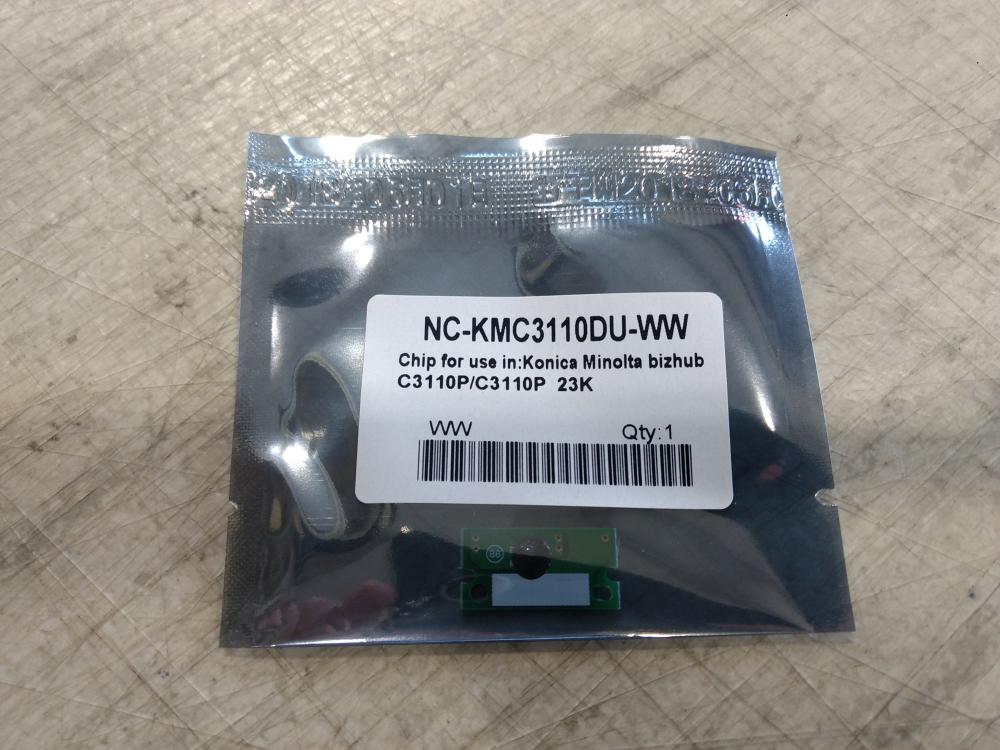 NC-KMC3110DU-WW
Chip for use in:Konica Minolta bizhub
C3110P/C3110P 23K
WW Qty:1